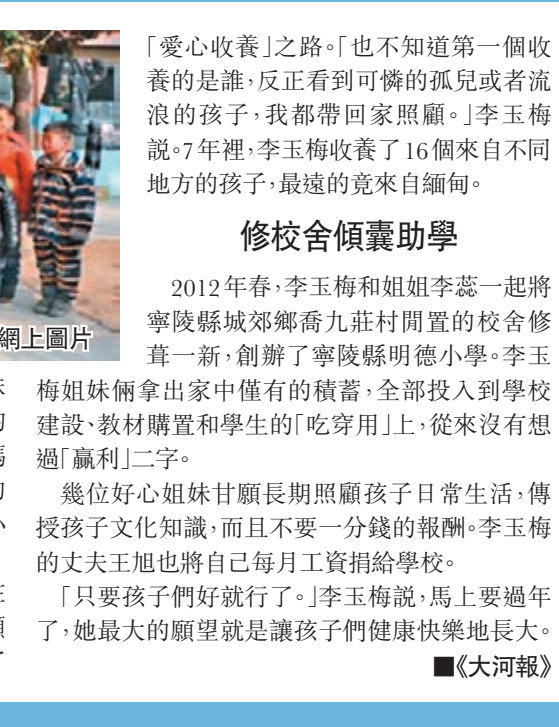 「愛心收養」之路。「也不知道第一個收
養的是誰,反正看到可憐的孤兒或者流
浪的孩子,我都帶回家照顧。」李玉梅
説。7年裡,李玉梅收養了16個來自不同
地方的孩子,最遠的竟來自緬甸。
修校舍傾囊助學
2012年春,李玉梅和姐姐李蕊一起將
寧陵縣城郊鄉喬九莊村閒置的校舍修
葺一新,創辦了寧陵縣明德小學。李玉
梅姐妹倆拿出家中僅有的積蓄,全部投入到學校
建設、教材購置和學生的「吃穿用」上,從來沒有想
過「贏利」二字。
幾位好心姐妹甘願長期照顧孩子日常生活,傳
授孩子文化知識,而且不要一分錢的報酬。李玉梅
的丈夫王旭也將自己每月工資捐給學校。
「只要孩子們好就行了。」李玉梅説,馬上要過年
了,她最大的願望就是讓孩子們健康快樂地長大。
■《大河報》
網上圖片